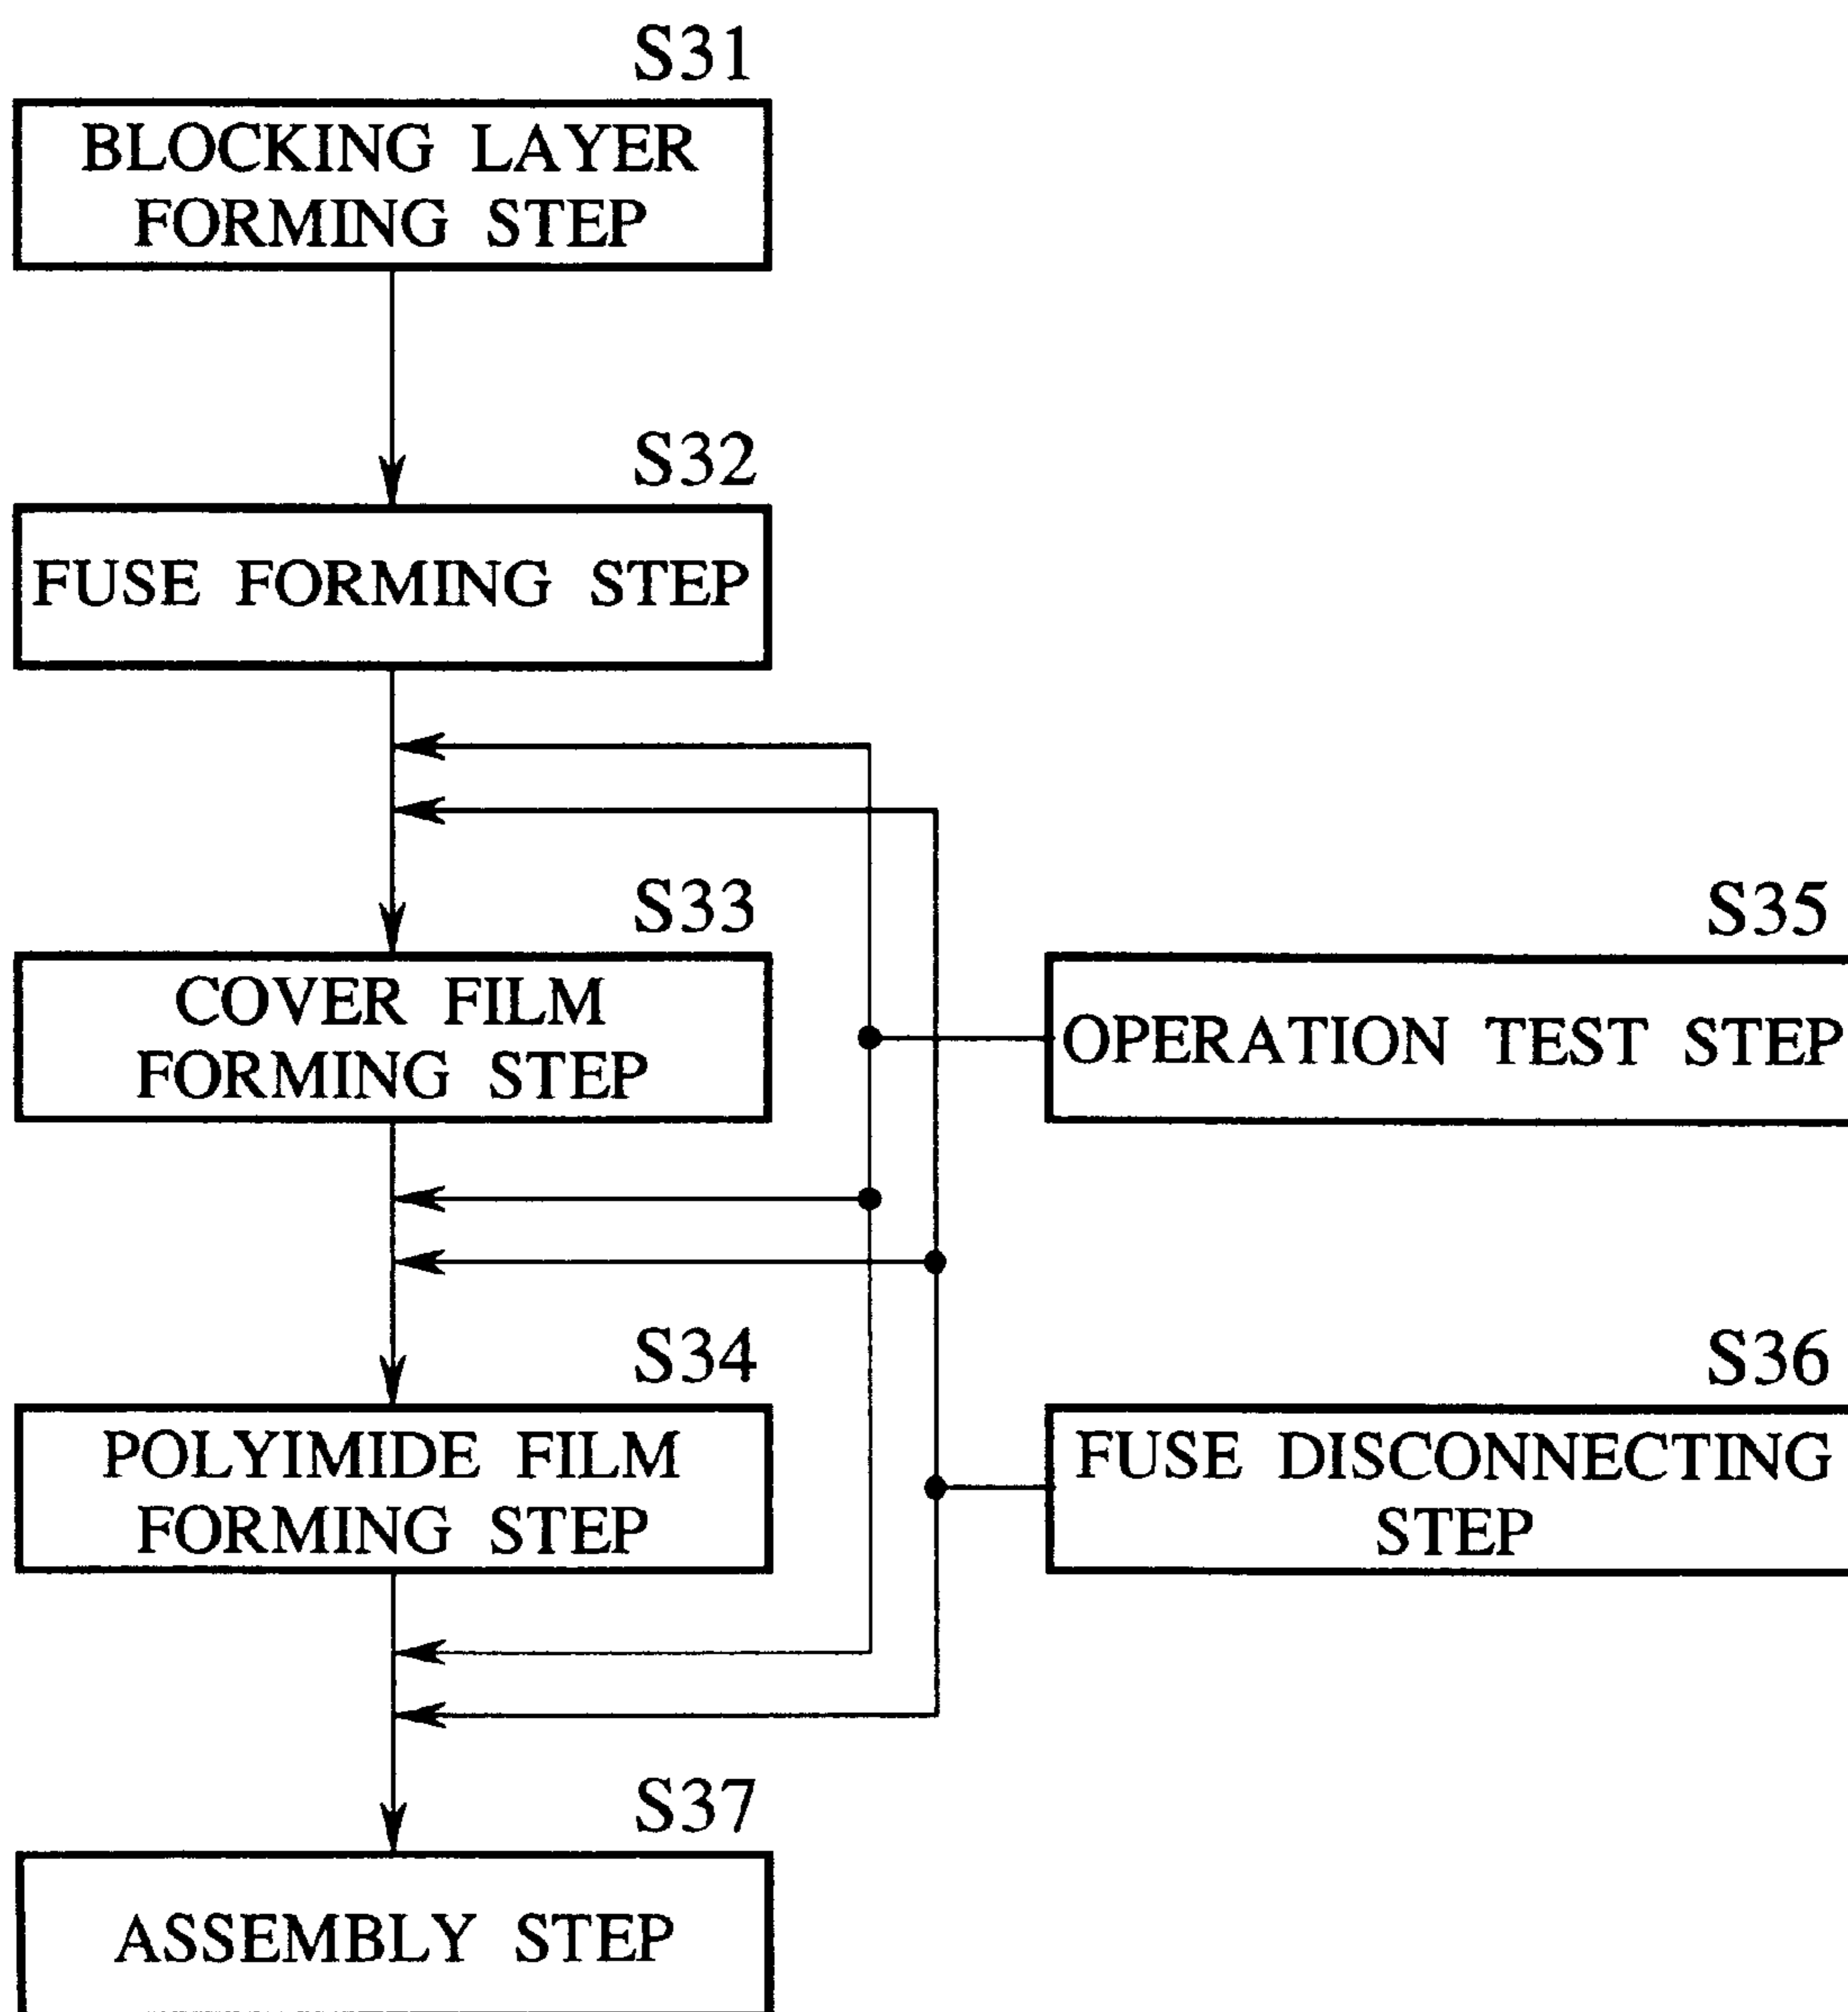 S31
BLOCKING LAYER
FORMING STEP
S32
FUSE FORMING STEP
S33
COVER FILM
FORMING STEP
S35
OPERATION TEST STEP
S34
POLYIMIDE FILM
FORMING STEP
S36
FUSE DISCONNECTING
STEP
S37
ASSEMBLY STEP